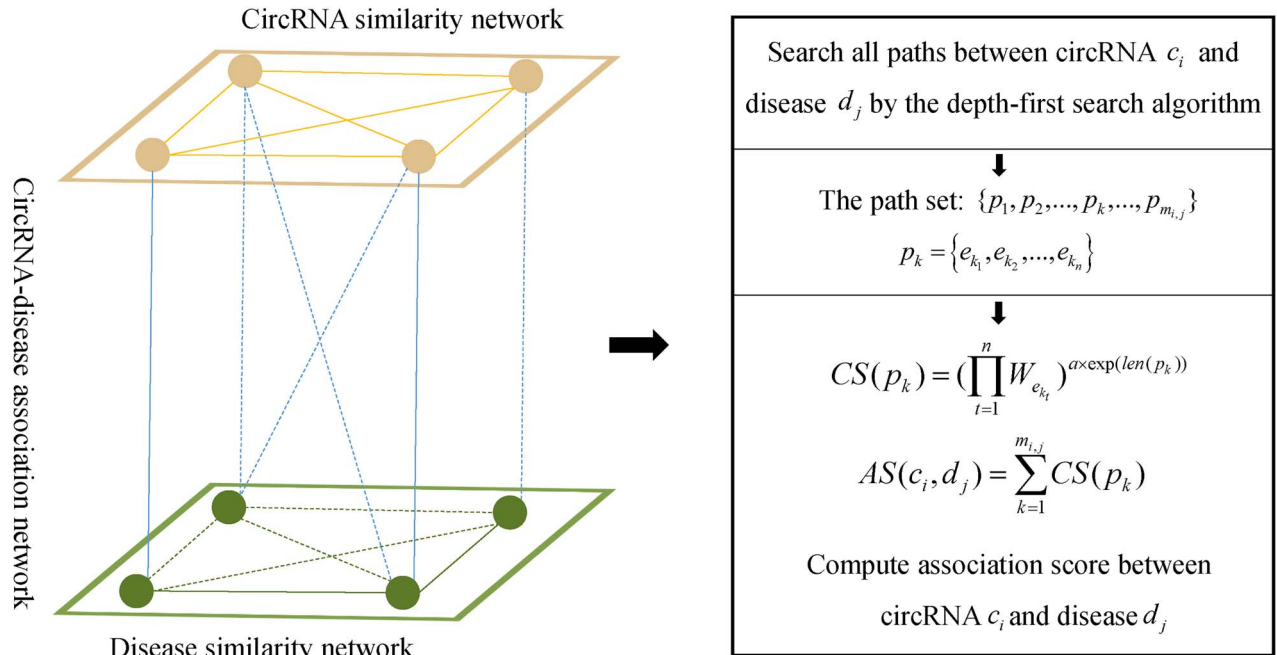 CircRNA similarity network
CircRNA-disease association network
Disease similarity network
Search all paths between circRNA c_i and
disease d_j by the depth-first search algorithm
The path set: {p_1, p_2,..., p_k,..., p_{m_{i,j}}}
p_k = {e_{k_1}, e_{k_2},..., e_{k_n}}
CS(p_k) = (∏_{t=1}^{n} W_{e_{k_t}})^{a×exp(len(p_k))}
AS(c_i, d_j) = ∑_{k=1}^{m_{i,j}} CS(p_k)
Compute association score between
circRNA c_i and disease d_j